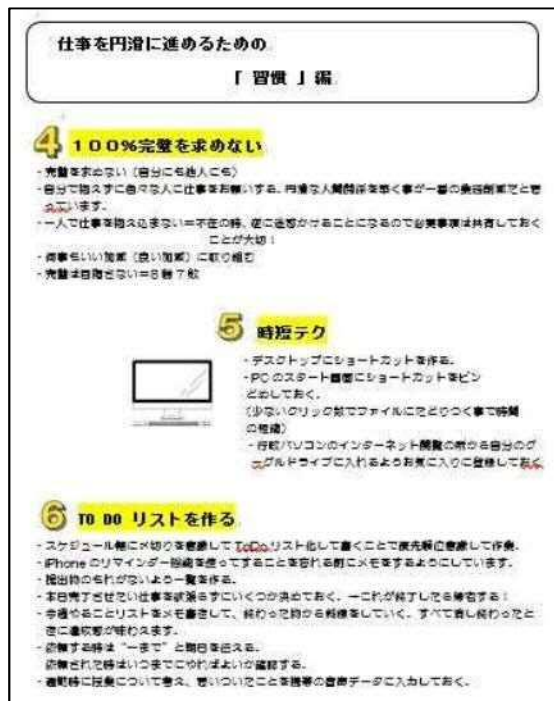 仕事を円滑に進めるための
「 習慣 」編
4 100%完璧を求めない
・完璧を求めない（自分にも他人にも）
・自分で抱えずに色々な人に仕事をお願いする。円滑な人間関係を築く事が一番の業務削減だと考
えています。
・一人で仕事を抱え込まない＝不在の時、逆に迷惑かけることになるので必要事項は共有しておく
ことが大切！
・何事もいい加減（良い加減）に取り組む
・完璧は目指さない＝8割7
5 時短テク
・デスクトップにショートカットを作る。
・PCのスタート画面にショートカットをピン
どめしておく。
（少ないクリック数でファイルにたどりつく事で時間
の短縮）
・行政パソコンのインターネット閲覧の所から自分のグ
グルドライブに入れるようお気に入りに登録しておく
6 TO DO リストを作る
・スケジュール帳に〆切りを意識してToDoリスト化して書くことで優先順位意識して作業。
・iPhoneのリマインダー機能を使ってすることを忘れる前にメモをするようにしています。
・提出物の忘れがないよう一覧を作る。
・本日完了させたい仕事を欲張らずにいくつか決めておく。→これが終了したら帰宅する！
・今週やることリストをメモ書きして、終わった物から斜線をしていく。すべて消し終わったと
きに達成感が味わえます。
・依頼する時は“ーまで”と期日を伝える。
依頼された時はいつまでにやればよいか確認する。
・通勤時に授業について考え、思いついたことを携帯の音声データに入力しておく。